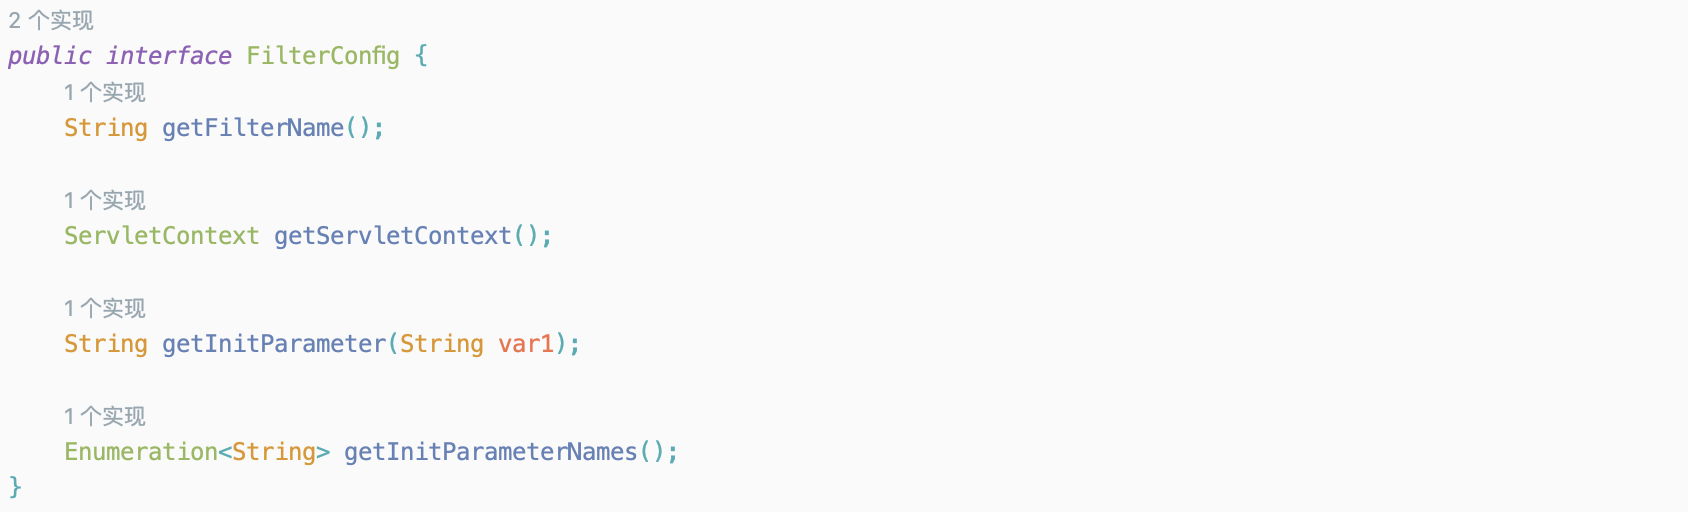 2 个实现
public interface FilterConfig {
1 个实现
String getFilterName();
1 个实现
ServletContext getServletContext();
1 个实现
String getInitParameter(String var1);
1 个实现
Enumeration<String> getInitParameterNames();
}